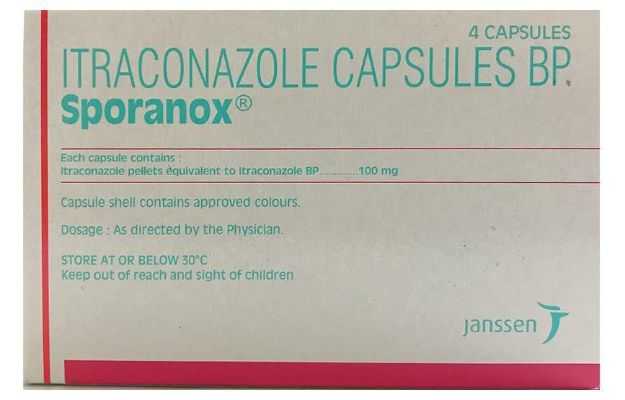 4 CAPSULES
ITRACONAZOLE CAPSULES BP
Sporanox®
Each capsule contains :
Itraconazole pellets equivalent to Itraconazole BP............100 mg
Capsule shell contains approved colours.
Dosage : As directed by the Physician.
STORE AT OR BELOW 30°C
Keep out of reach and sight of children
janssen